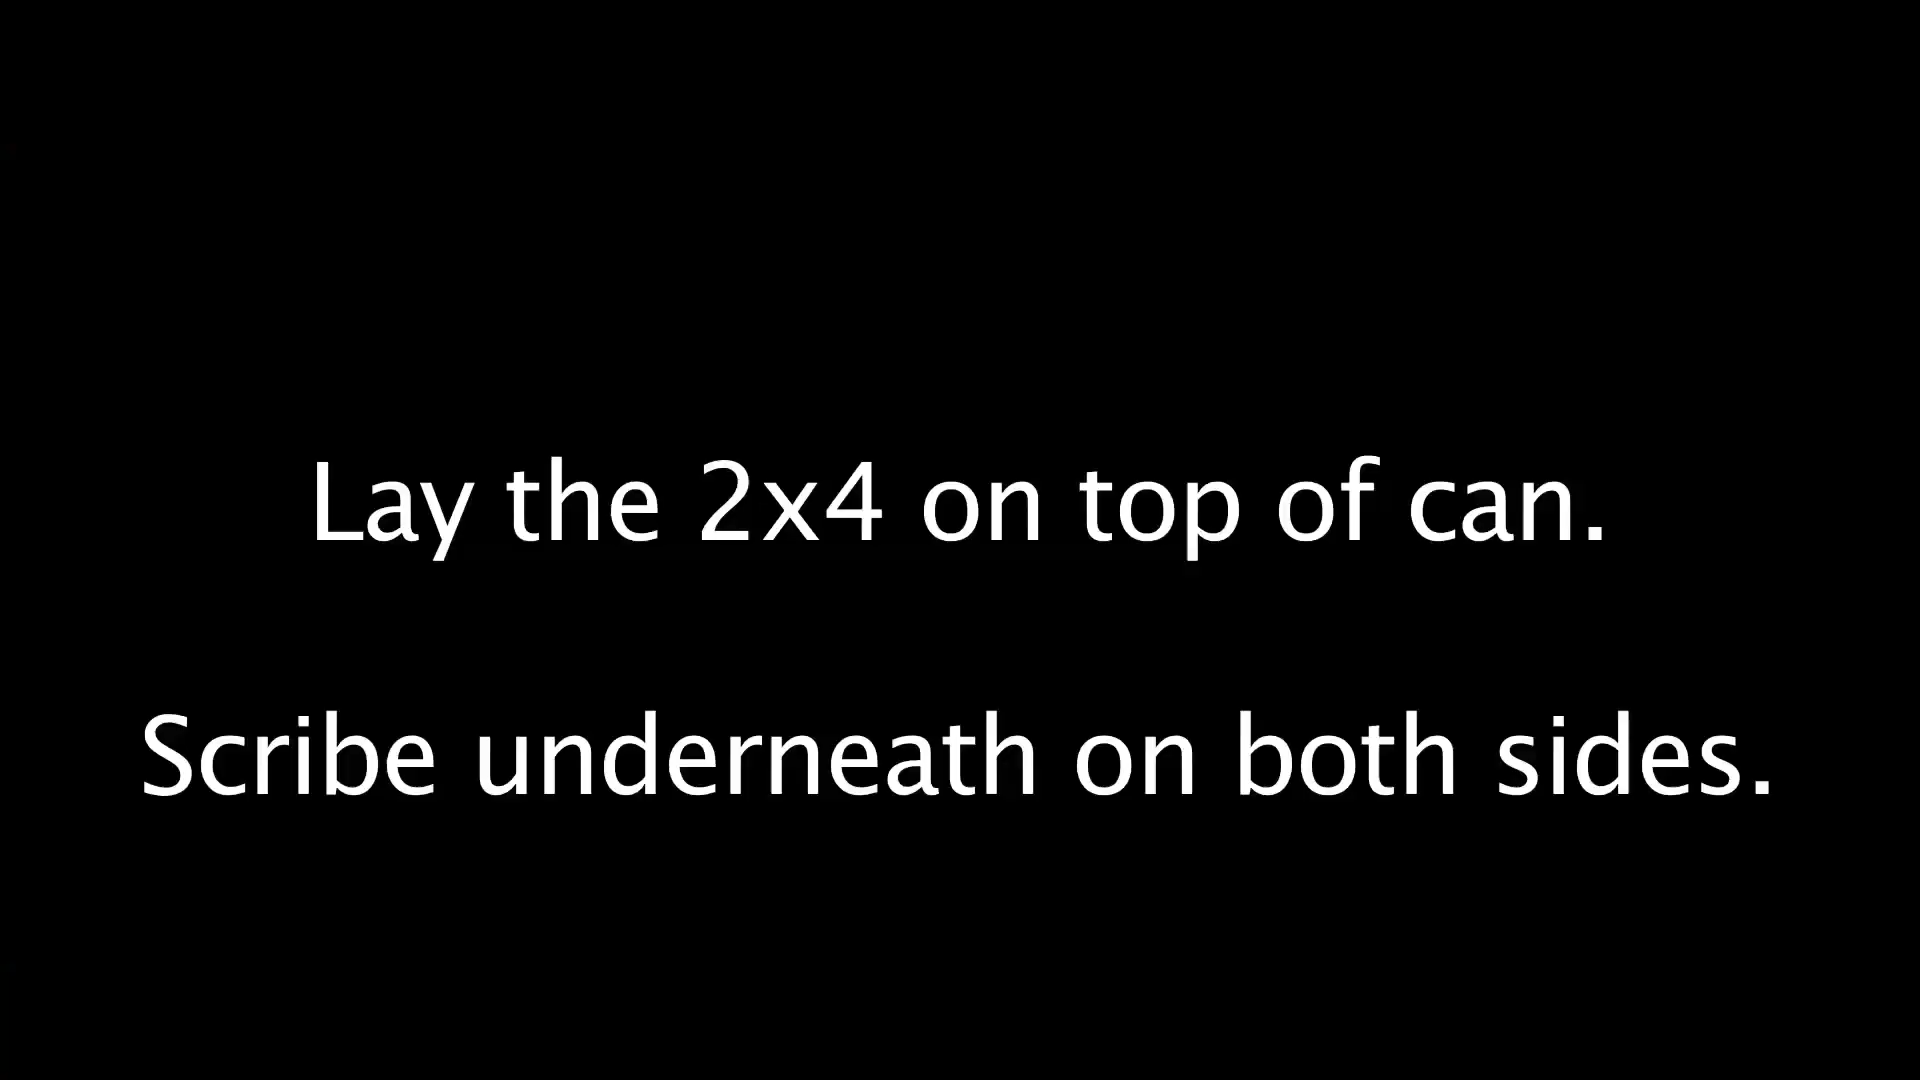 Lay the 2x4 on top of can.
Scribe underneath on both sides.